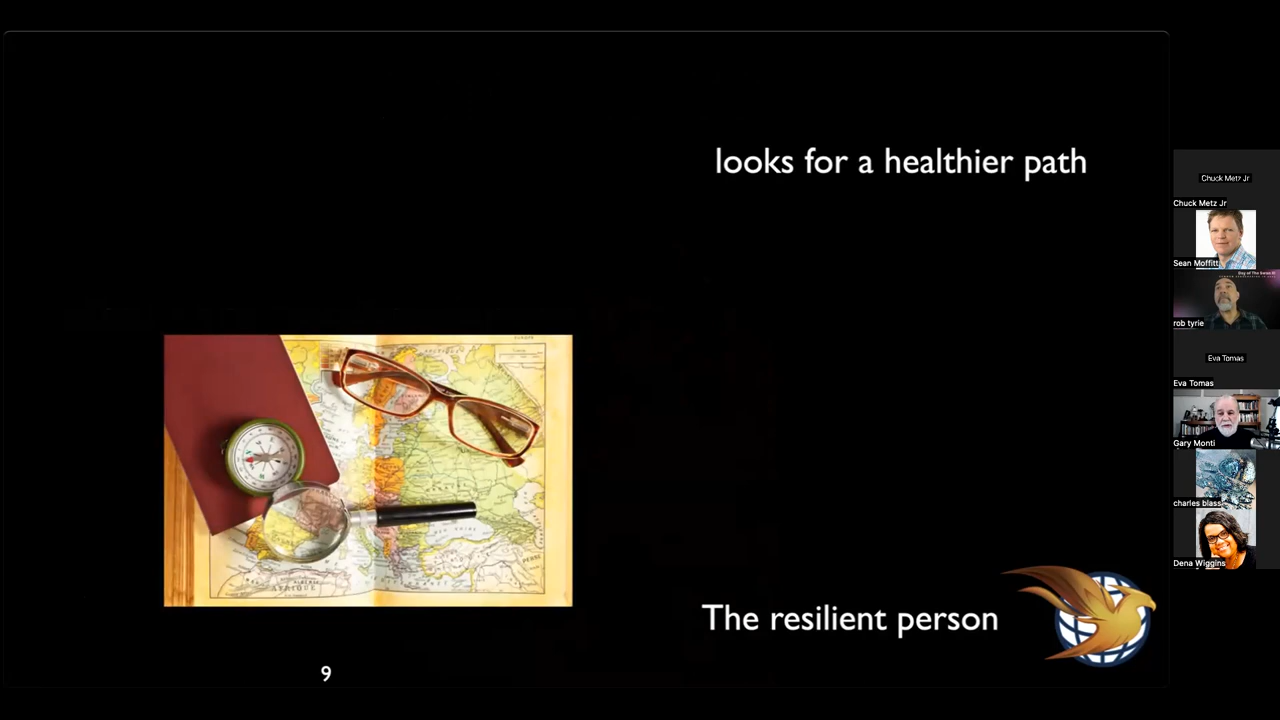 looks for a healthier path
The resilient person
9
Chuck Metz Jr
Chuck Metz Jr
Sean Moffitt
rob tyrie
Eva Tomas
Eva Tomas
Gary Monti
charles blass
Dena Wiggins
AFRIQUE